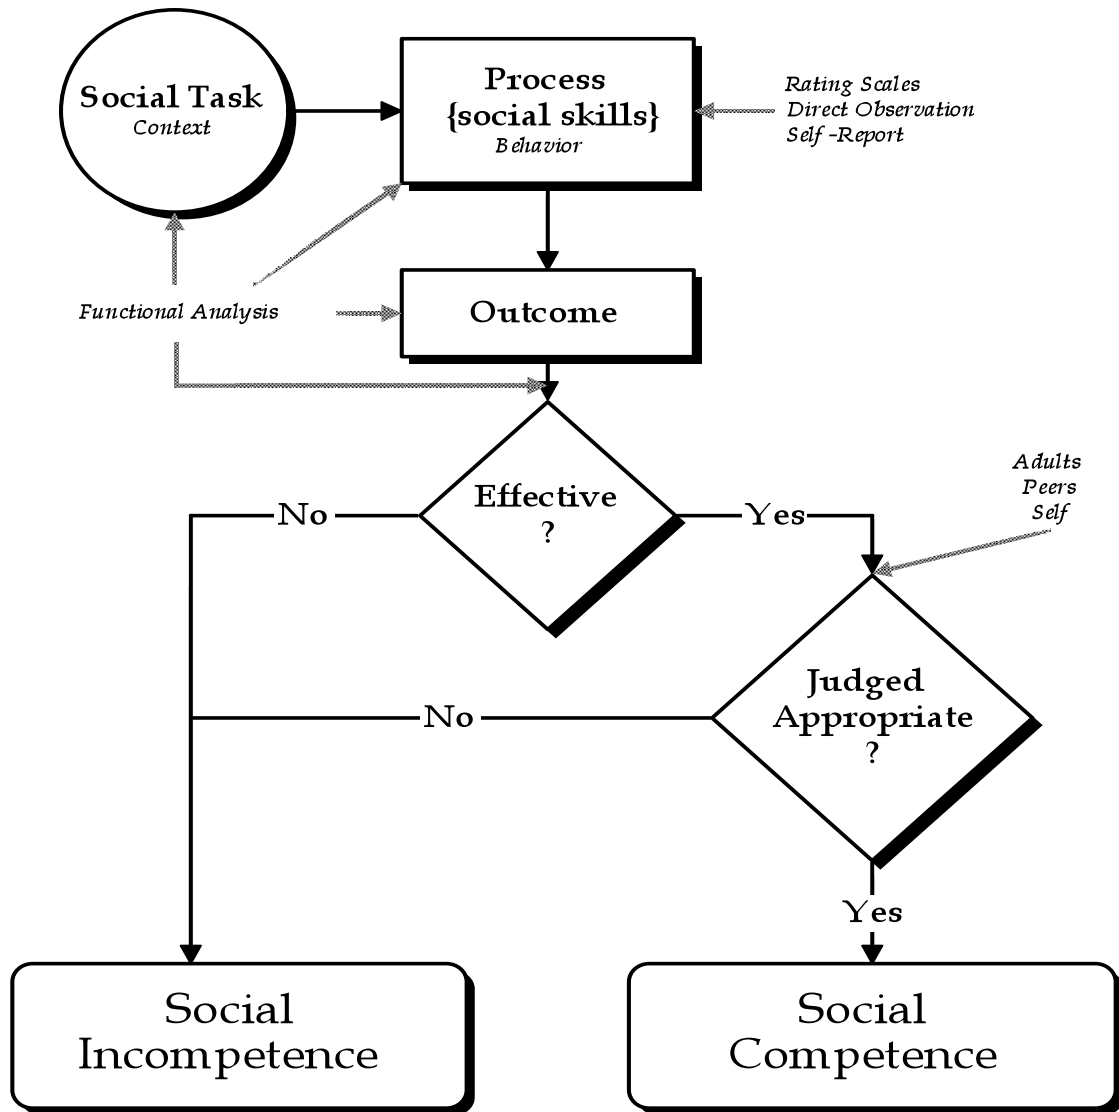 Social Task
Context
Process
{social skills}
Behavior
Rating Scales
Direct Observation
Self -Report
Functional Analysis
Outcome
Effective
?
No
Yes
Adults
Peers
Self
Judged
Appropriate
?
No
Yes
Social
Incompetence
Social
Competence